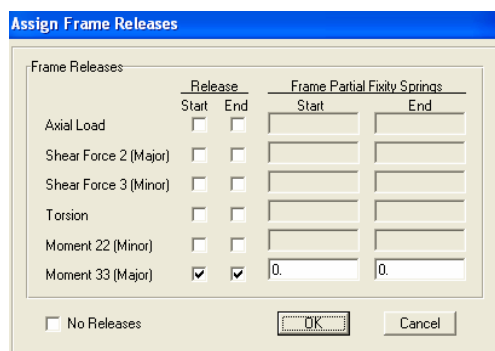 Assign Frame Releases
Frame Releases
Release Frame Partial Fixity Springs
Start End Start End
Axial Load
Shear Force 2 (Major)
Shear Force 3 (Minor)
Torsion
Moment 22 (Minor)
Moment 33 (Major) 0. 0.
No Releases OK Cancel